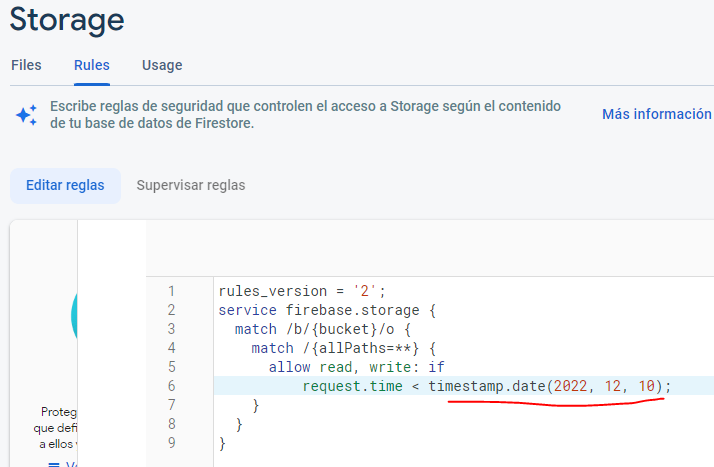 Storage
Files Rules Usage
Escribe reglas de seguridad que controlen el acceso a Storage según el contenido
de tu base de datos de Firestore.
Más información
Editar reglas Supervisar reglas
1 rules_version = '2';
2 service firebase.storage {
3 match /b/{bucket}/o {
4 match /{allPaths=**} {
5 allow read, write: if
6 request.time < timestamp.date(2022, 12, 10);
7 }
8 }
9 }
Proteg
que defi
a ellos